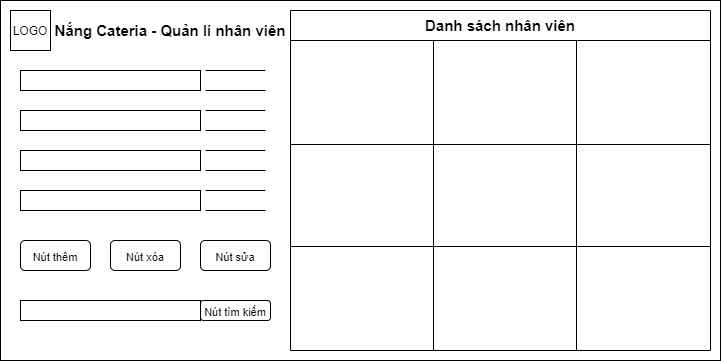 LOGO
Nắng Cateria - Quản lí nhân viên
Danh sách nhân viên
Nút thêm
Nút xóa
Nút sửa
Nút tìm kiếm